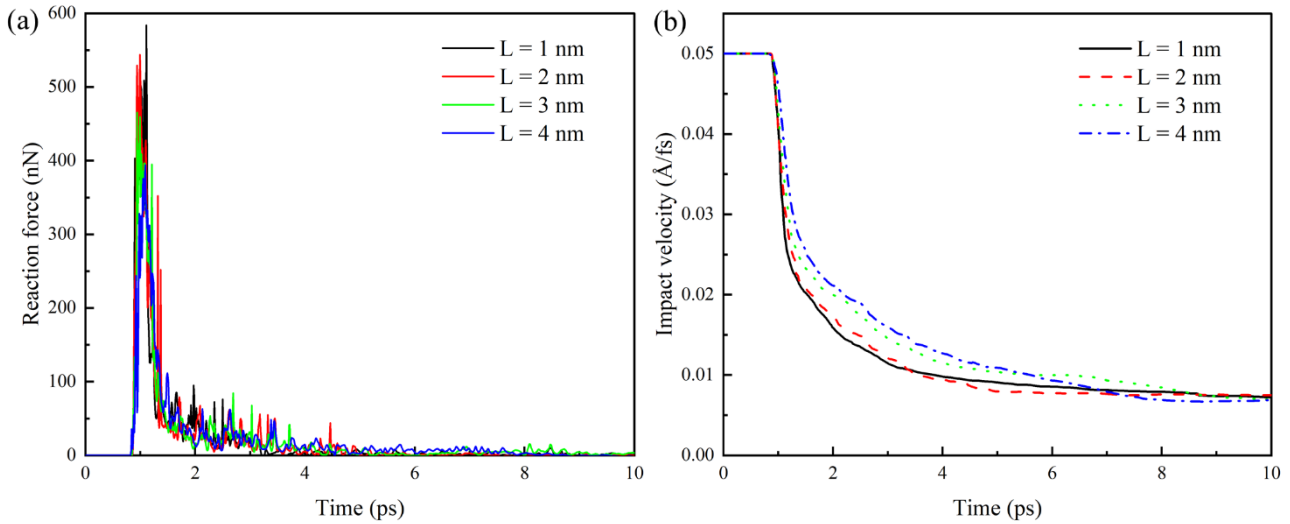 (a)
600
500
400
300
200
100
0
Reaction force (nN)
L = 1 nm
L = 2 nm
L = 3 nm
L = 4 nm
0 2 4 6 8 10
Time (ps)
(b)
0.05
0.04
0.03
0.02
0.01
0.00
Impact velocity (Å/fs)
L = 1 nm
L = 2 nm
L = 3 nm
L = 4 nm
0 2 4 6 8 10
Time (ps)